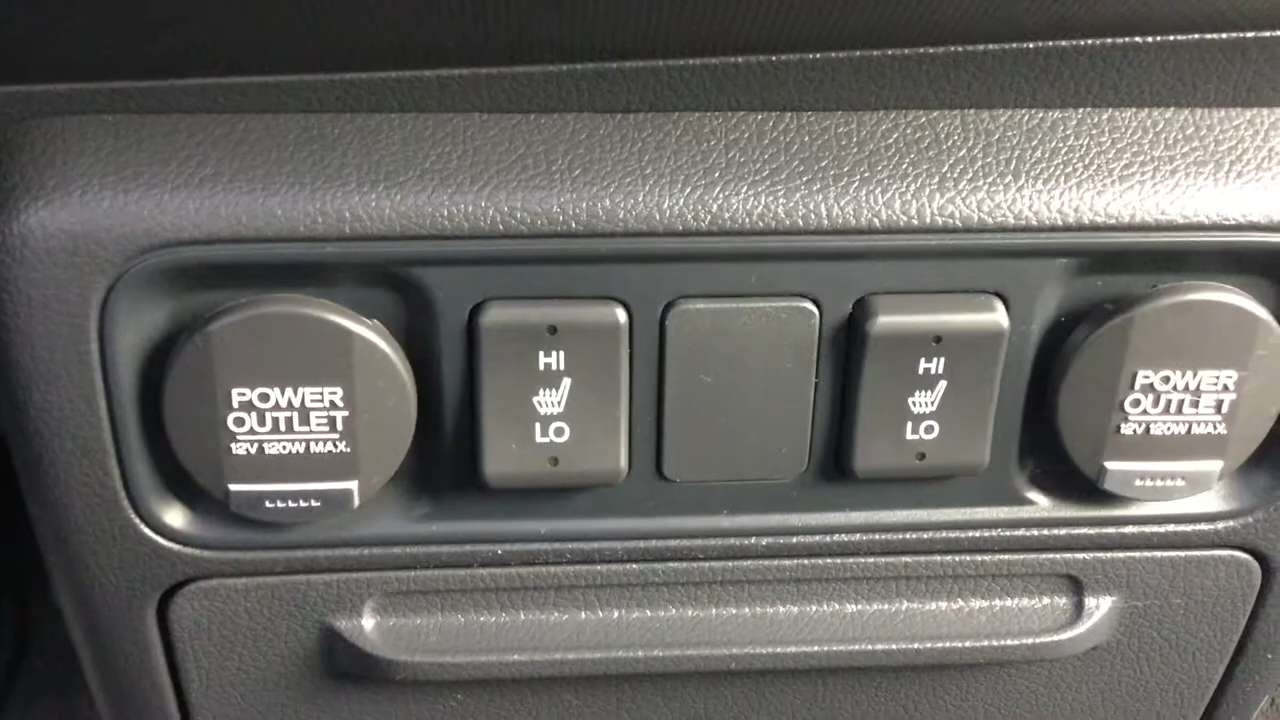 POWER
OUTLET
12V 120W MAX.
HI
LO
HI
LO
POWER
OUTLET
12V 120W MAX.